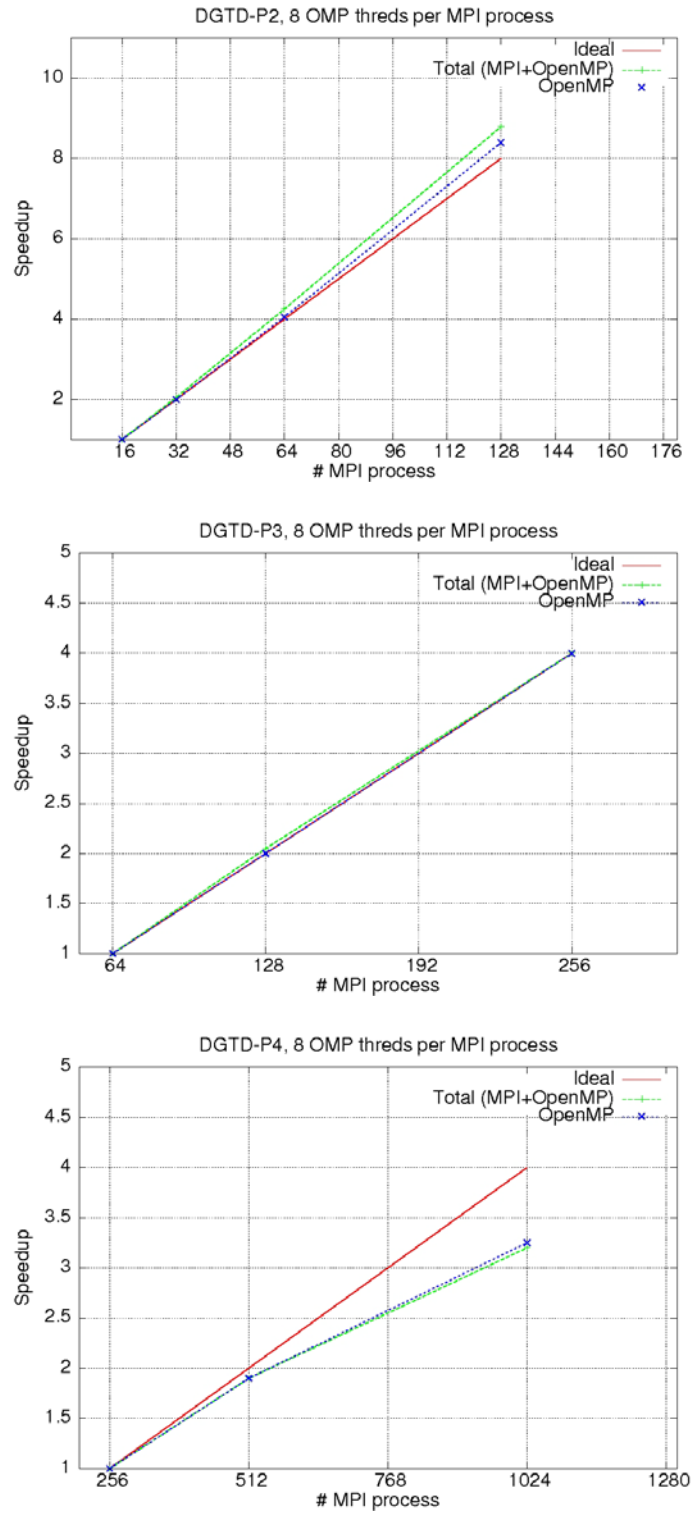 DGTD-P2, 8 OMP threds per MPI process
Ideal
Total (MPI+OpenMP)
OpenMP
10
8
6
4
2
Speedup
16 32 48 64 80 96 112 128 144 160 176
# MPI process
DGTD-P3, 8 OMP threds per MPI process
Ideal
Total (MPI+OpenMP)
OpenMP
5
4.5
4
3.5
3
2.5
2
1.5
1
Speedup
64 128 192 256
# MPI process
DGTD-P4, 8 OMP threds per MPI process
Ideal
Total (MPI+OpenMP)
OpenMP
5
4.5
4
3.5
3
2.5
2
1.5
1
Speedup
256 512 768 1024 1280
# MPI process